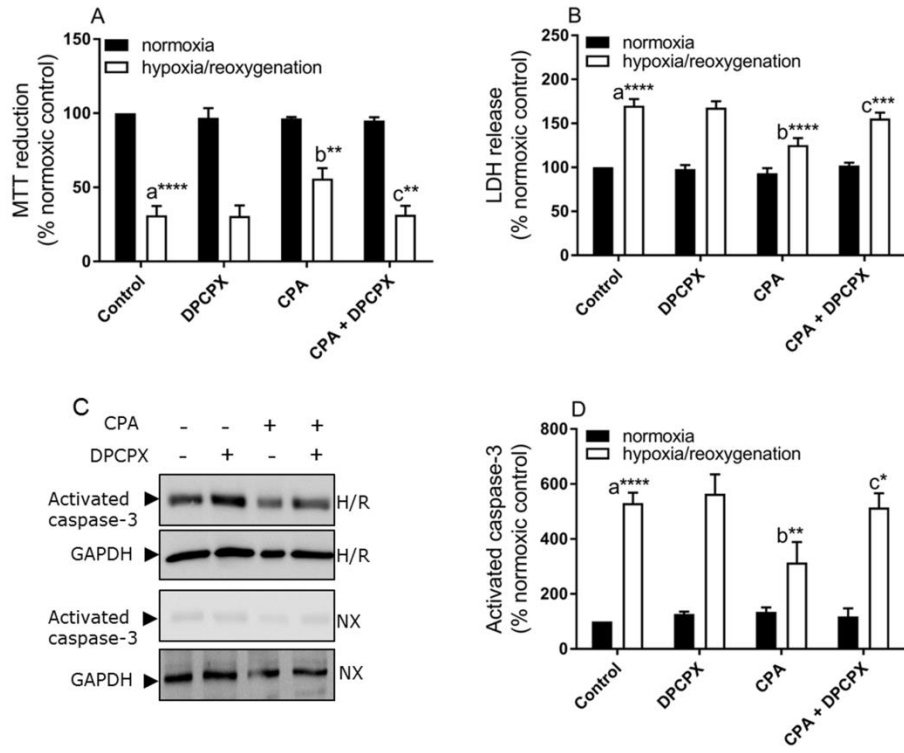 A
MTT reduction
(% normoxic control)
150
100
50
0
normoxia
hypoxia/reoxygenation
a****
b**
c**
Control
DPCPX
CPA
CPA + DPCPX
B
LDH release
(% normoxic control)
250
200
150
100
50
0
normoxia
hypoxia/reoxygenation
a****
b****
c***
Control
DPCPX
CPA
CPA + DPCPX
C
CPA - - + +
DPCPX - + - +
Activated
caspase-3
H/R
GAPDH
H/R
Activated
caspase-3
NX
GAPDH
NX
D
Activated caspase-3
(% normoxic control)
800
600
400
200
0
normoxia
hypoxia/reoxygenation
a****
b**
c*
Control
DPCPX
CPA
CPA + DPCPX